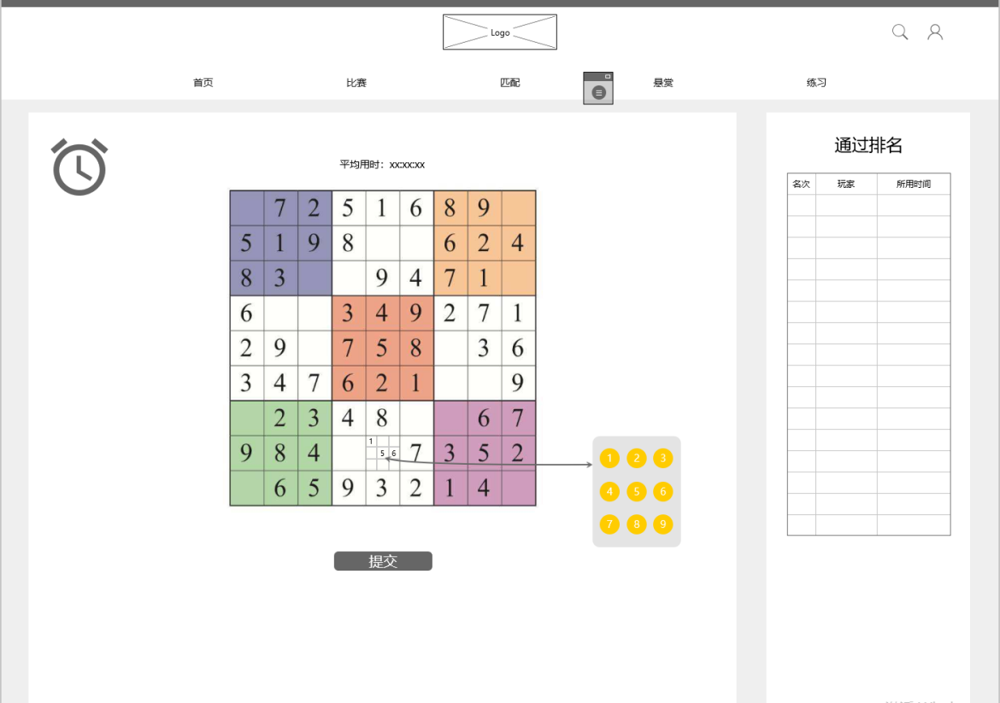 Logo
首页 比赛 匹配 悬赏 练习
通过排名
平均用时：xx:xx:xx
名次 玩家 所用时间
7 2 5 1 6 8 9
5 1 9 8 6 2 4
8 3 9 4 7 1
6 3 4 9 2 7 1
2 9 7 5 8 3 6
3 4 7 6 2 1 9
2 3 4 8 6 7
9 8 4 1 5 6 7 3 5 2
6 5 9 3 2 1 4
1 2 3
4 5 6
7 8 9
提交